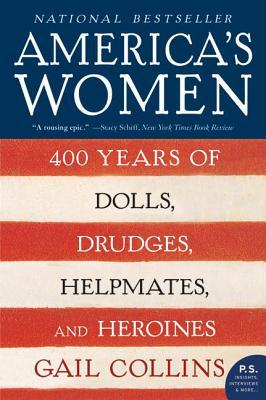 NATIONAL BESTSELLER
AMERICA'S
WOMEN
"A rousing epic." —Stacy Schiff, New York Times Book Review
400 YEARS OF
DOLLS,
DRUDGES,
HELPMATES,
AND HEROINES
GAIL COLLINS
P.S.
INSIGHTS,
INTERVIEWS
& MORE...